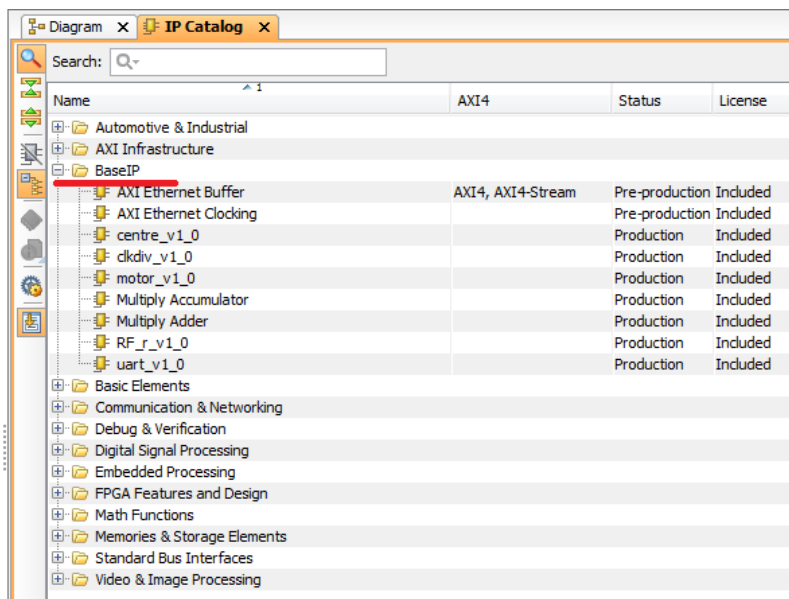 Diagram X IP Catalog X
Search:
1
Name AXI4 Status License
Automotive & Industrial
AXI Infrastructure
BaseIP
AXI Ethernet Buffer AXI4, AXI4-Stream Pre-production Included
AXI Ethernet Clocking Pre-production Included
centre_v1_0 Production Included
clkdiv_v1_0 Production Included
motor_v1_0 Production Included
Multiply Accumulator Production Included
Multiply Adder Production Included
RF_r_v1_0 Production Included
uart_v1_0 Production Included
Basic Elements
Communication & Networking
Debug & Verification
Digital Signal Processing
Embedded Processing
FPGA Features and Design
Math Functions
Memories & Storage Elements
Standard Bus Interfaces
Video & Image Processing